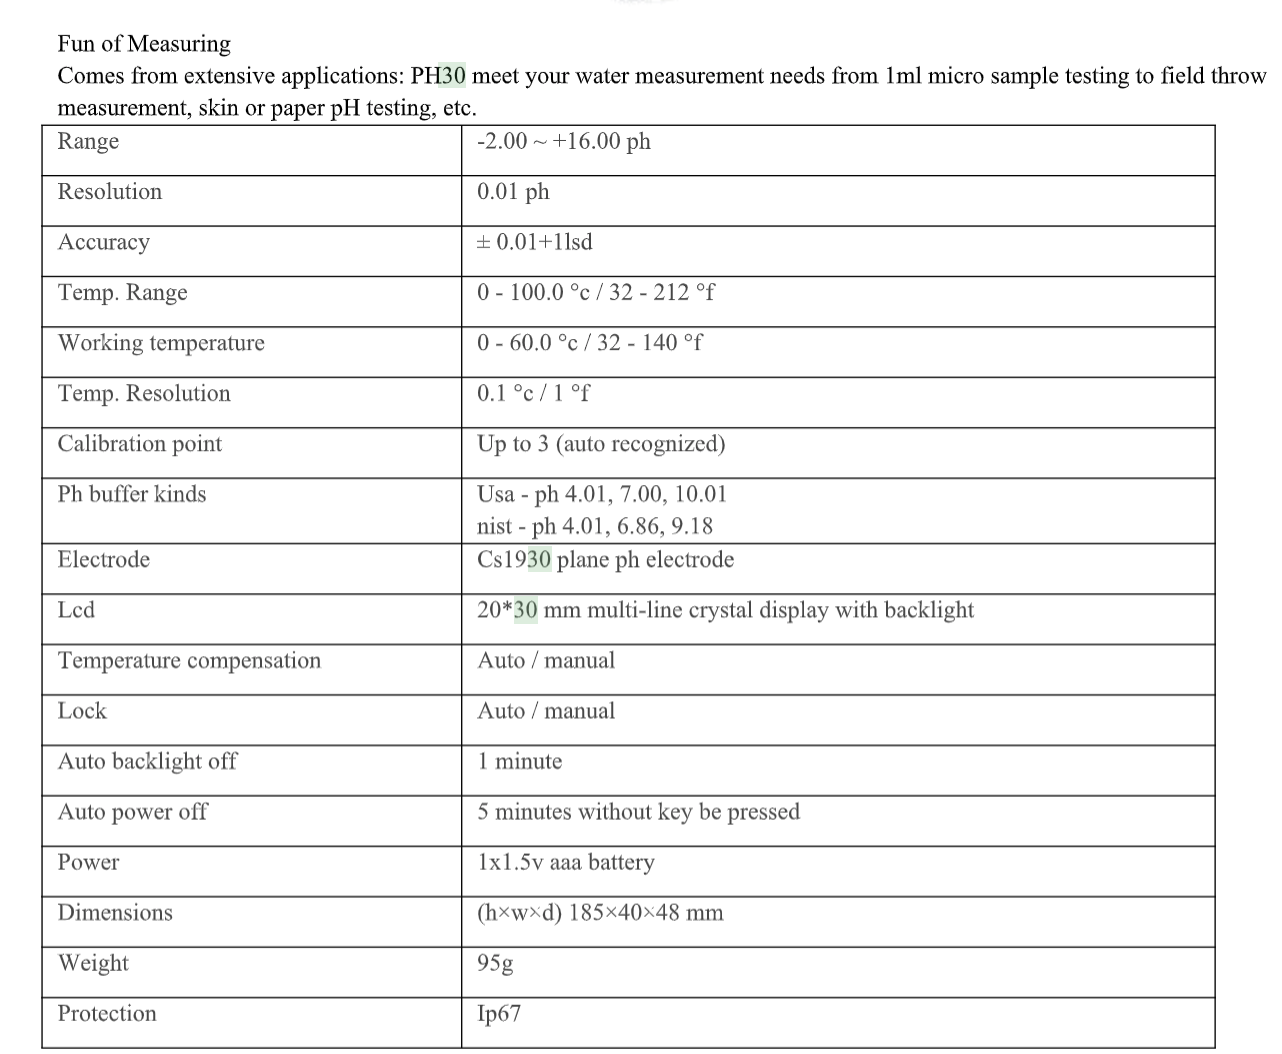 Fun of Measuring
Comes from extensive applications: PH30 meet your water measurement needs from 1ml micro sample testing to field throw
measurement, skin or paper pH testing, etc.
Range -2.00 ~ +16.00 ph
Resolution 0.01 ph
Accuracy ± 0.01+1lsd
Temp. Range 0 - 100.0 °c / 32 - 212 °f
Working temperature 0 - 60.0 °c / 32 - 140 °f
Temp. Resolution 0.1 °c / 1 °f
Calibration point Up to 3 (auto recognized)
Ph buffer kinds Usa - ph 4.01, 7.00, 10.01
nist - ph 4.01, 6.86, 9.18
Electrode Cs1930 plane ph electrode
Lcd 20*30 mm multi-line crystal display with backlight
Temperature compensation Auto / manual
Lock Auto / manual
Auto backlight off 1 minute
Auto power off 5 minutes without key be pressed
Power 1x1.5v aaa battery
Dimensions (h×w×d) 185×40×48 mm
Weight 95g
Protection Ip67